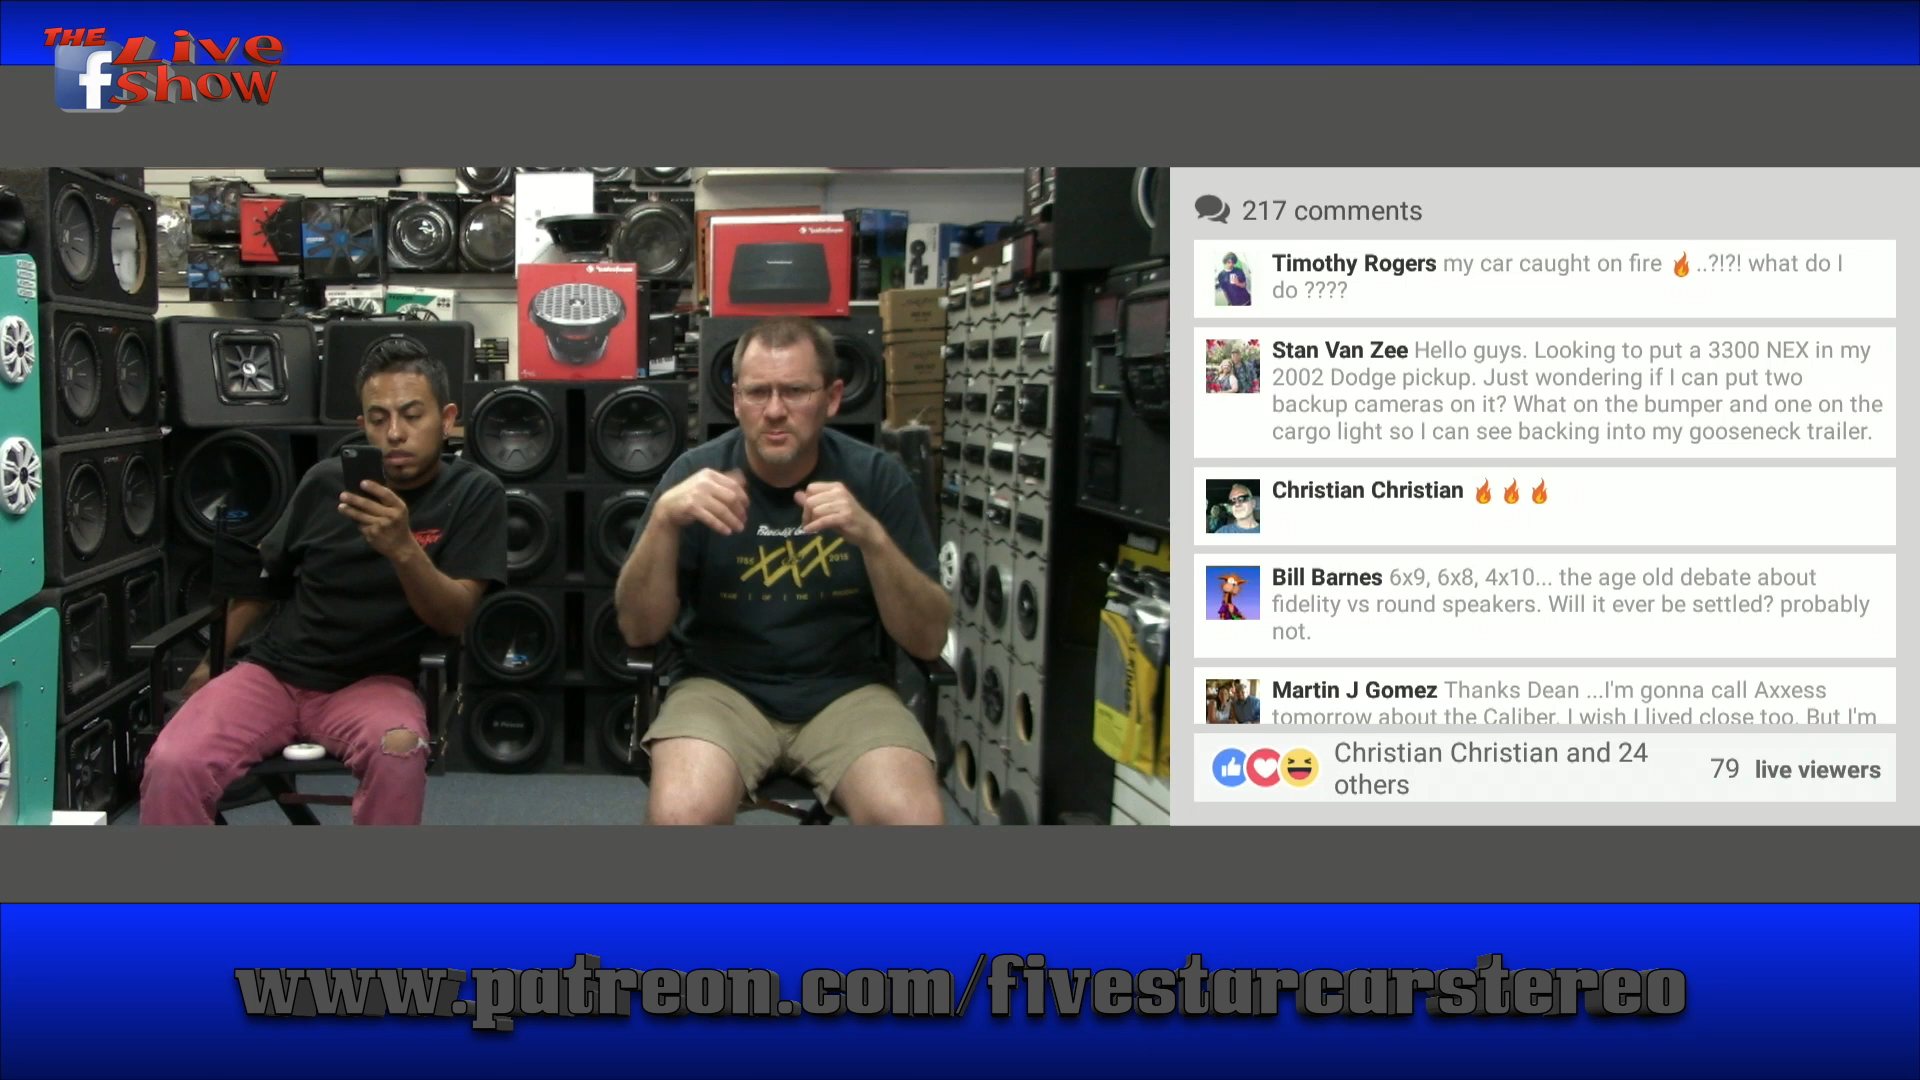 THE
Live
Show
217 comments
Timothy Rogers my car caught on fire 🔥..?!?! what do I
do ????
Stan Van Zee Hello guys. Looking to put a 3300 NEX in my
2002 Dodge pickup. Just wondering if I can put two
backup cameras on it? What on the bumper and one on the
cargo light so I can see backing into my gooseneck trailer.
Christian Christian 🔥 🔥 🔥
Bill Barnes 6x9, 6x8, 4x10... the age old debate about
fidelity vs round speakers. Will it ever be settled? probably
not.
Martin J Gomez Thanks Dean ...I'm gonna call Axxess
tomorrow about the Caliber. I wish I lived close too. But I'm
Christian Christian and 24
others
79 live viewers
www.patreon.com/fivestarcarstereo